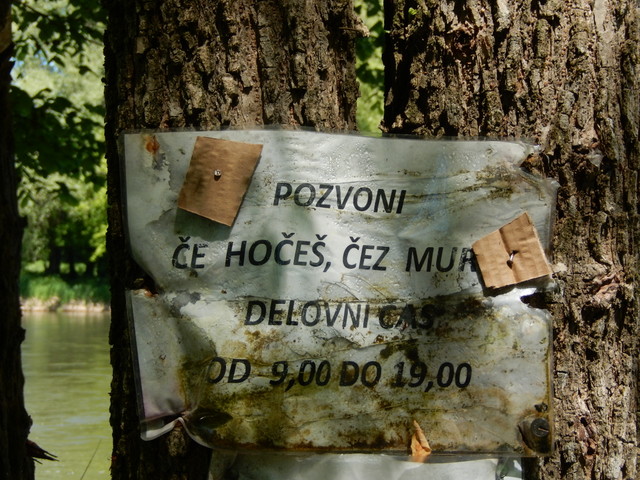 POZVONI
ČE HOČEŠ, ČEZ MUR
DELOVNI ČAS
OD 9,00 DO 19,00